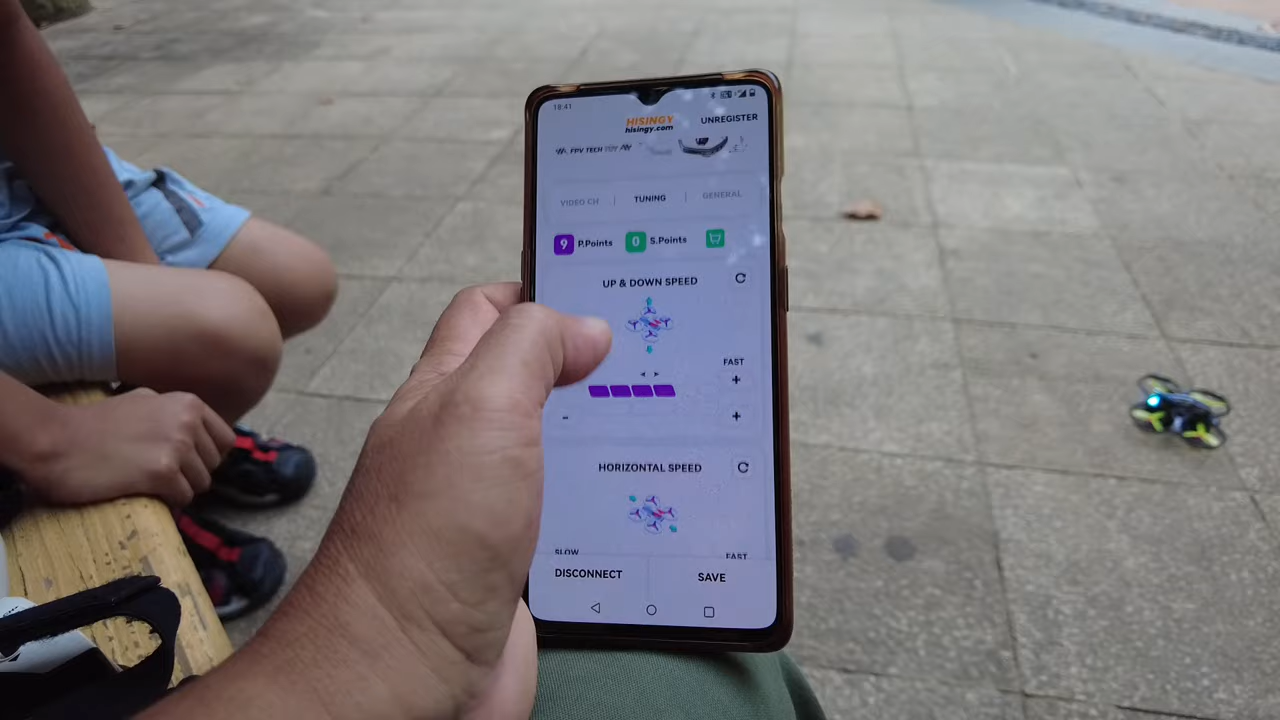 18:41
HISINGY
hisingy.com
UNREGISTER
FPV TECH
VIDEO CH | TUNING | GENERAL
9 P.Points 0 S.Points
UP & DOWN SPEED
FAST
+
- +
HORIZONTAL SPEED
SLOW FAST
DISCONNECT SAVE